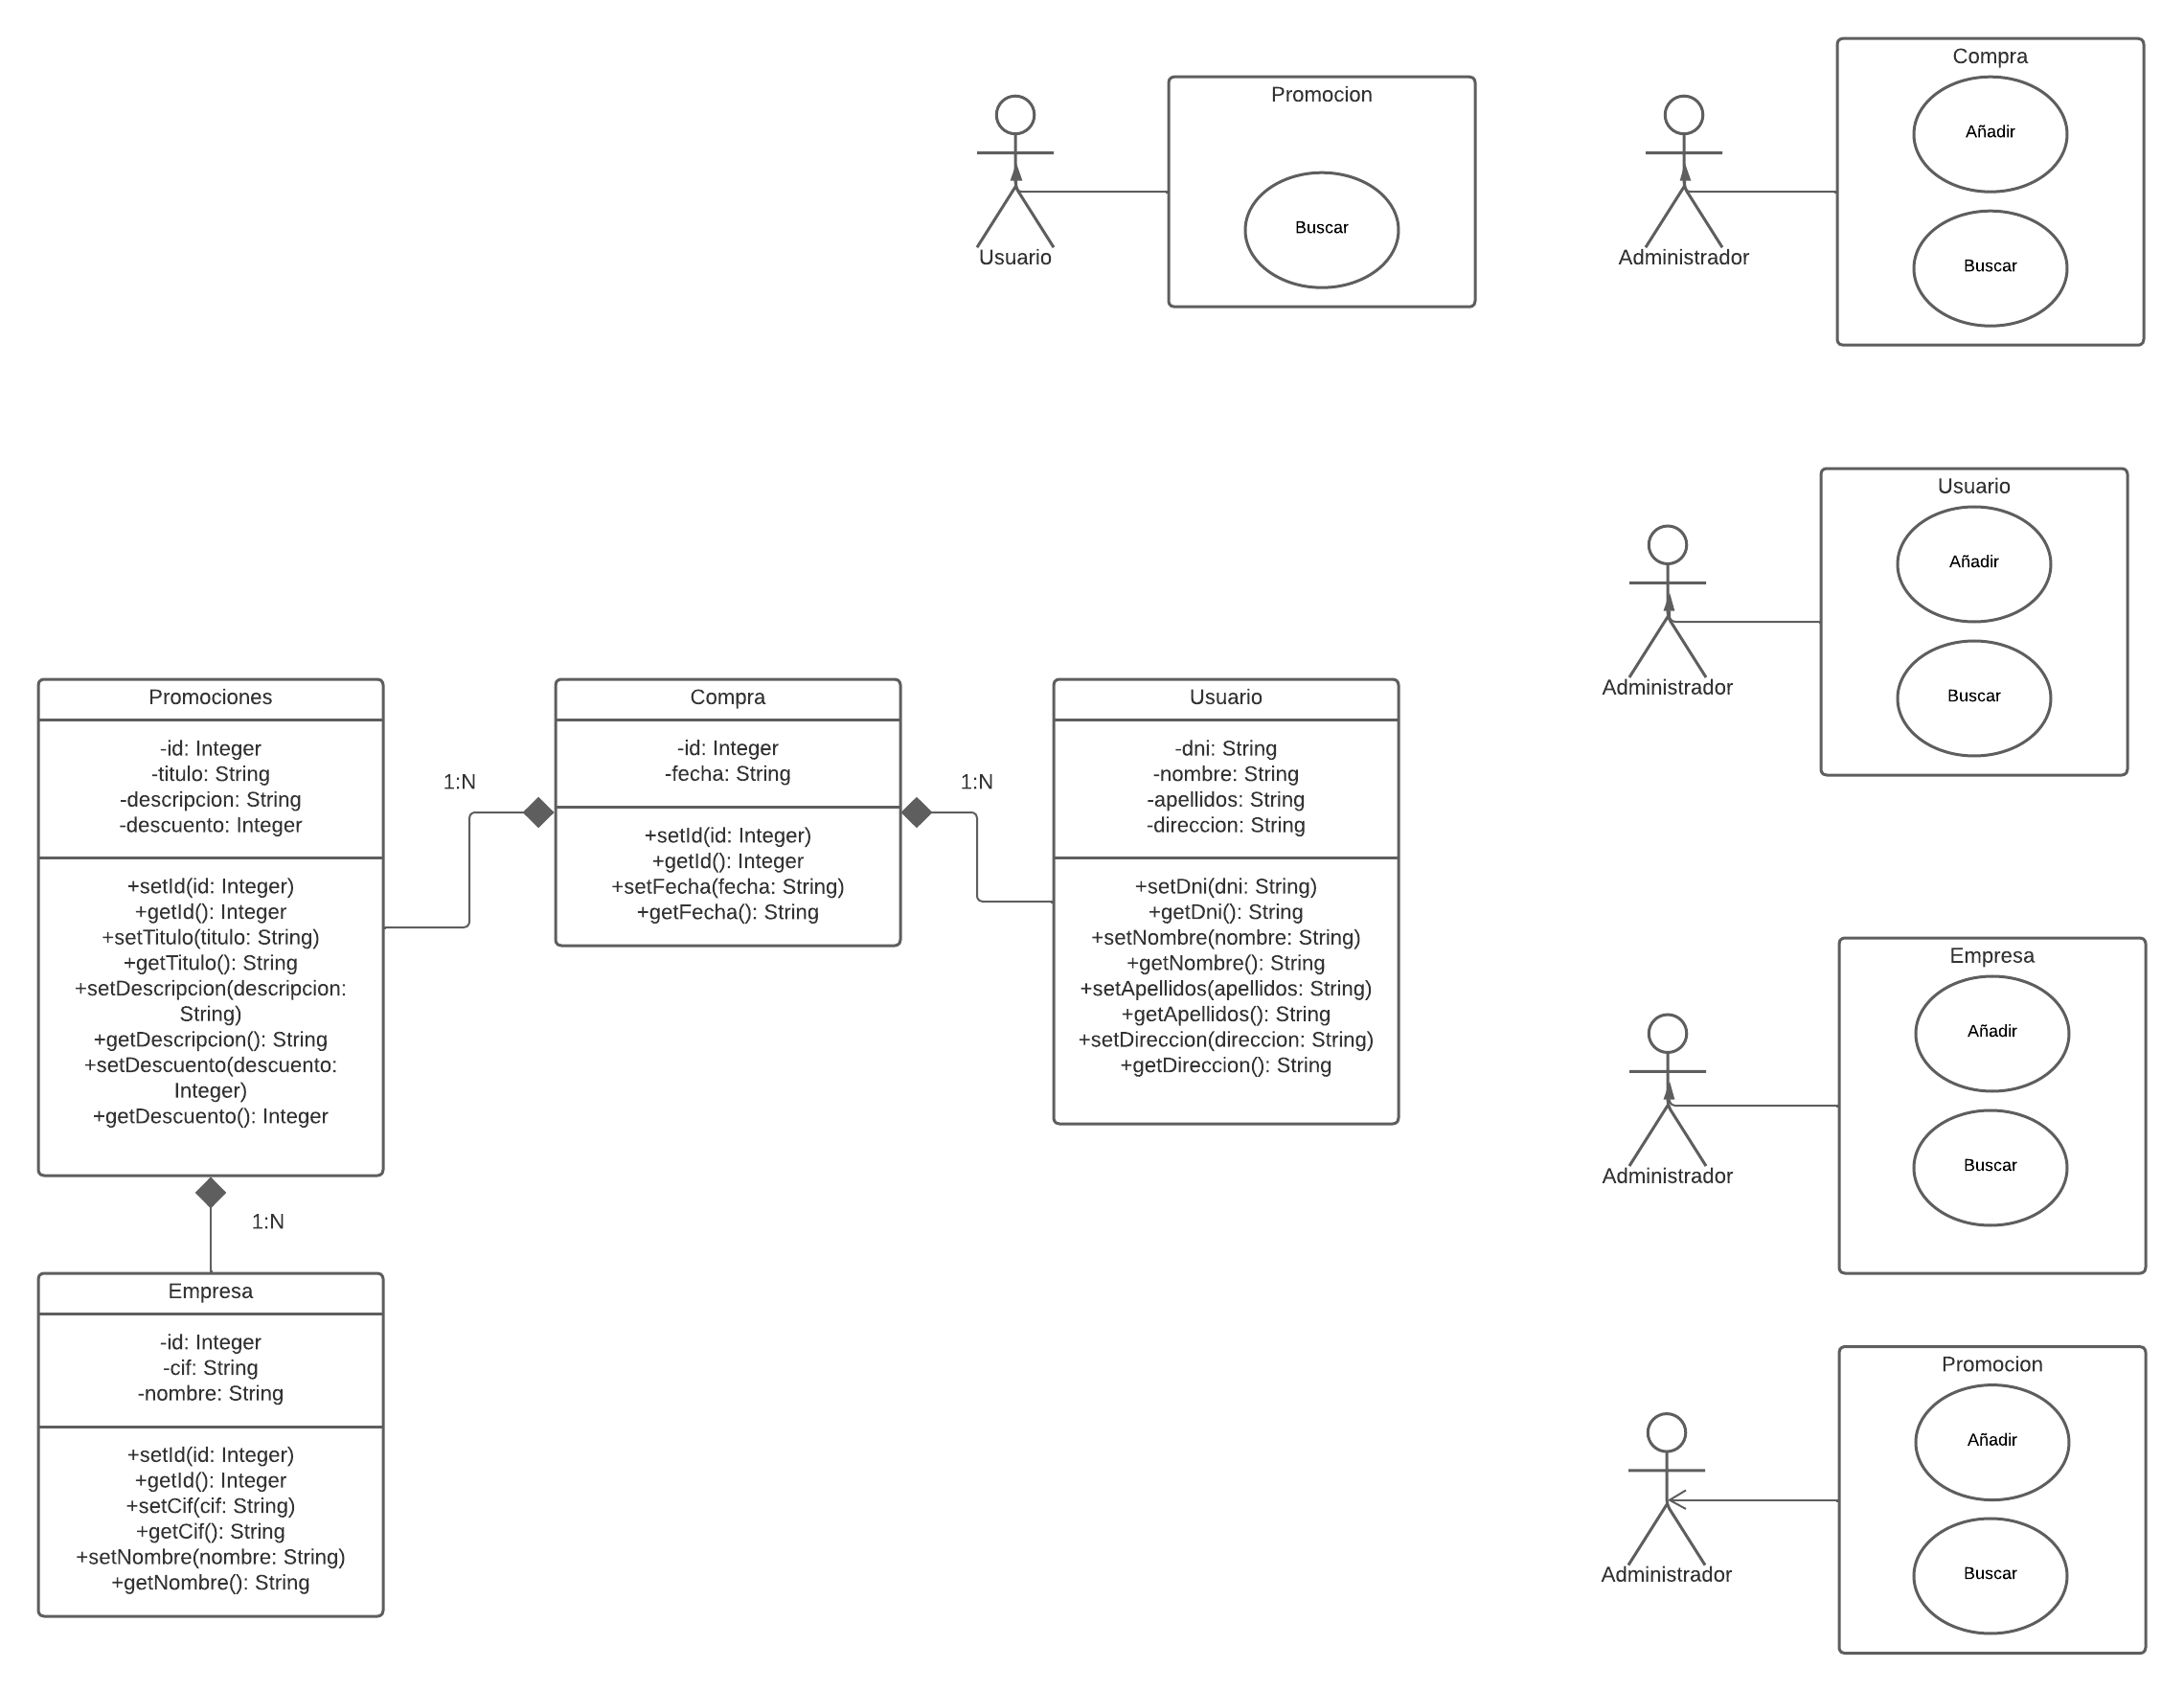 Promocion
Buscar
Usuario
Compra
Añadir
Buscar
Administrador
Usuario
Añadir
Buscar
Administrador
Promociones
-id: Integer
-titulo: String
-descripcion: String
-descuento: Integer
+setId(id: Integer)
+getId(): Integer
+setTitulo(titulo: String)
+getTitulo(): String
+setDescripcion(descripcion:
String)
+getDescripcion(): String
+setDescuento(descuento:
Integer)
+getDescuento(): Integer
1:N
Compra
-id: Integer
-fecha: String
+setId(id: Integer)
+getId(): Integer
+setFecha(fecha: String)
+getFecha(): String
1:N
Usuario
-dni: String
-nombre: String
-apellidos: String
-direccion: String
+setDni(dni: String)
+getDni(): String
+setNombre(nombre: String)
+getNombre(): String
+setApellidos(apellidos: String)
+getApellidos(): String
+setDireccion(direccion: String)
+getDireccion(): String
1:N
Empresa
-id: Integer
-cif: String
-nombre: String
+setId(id: Integer)
+getId(): Integer
+setCif(cif: String)
+getCif(): String
+setNombre(nombre: String)
+getNombre(): String
Empresa
Añadir
Buscar
Administrador
Promocion
Añadir
Buscar
Administrador